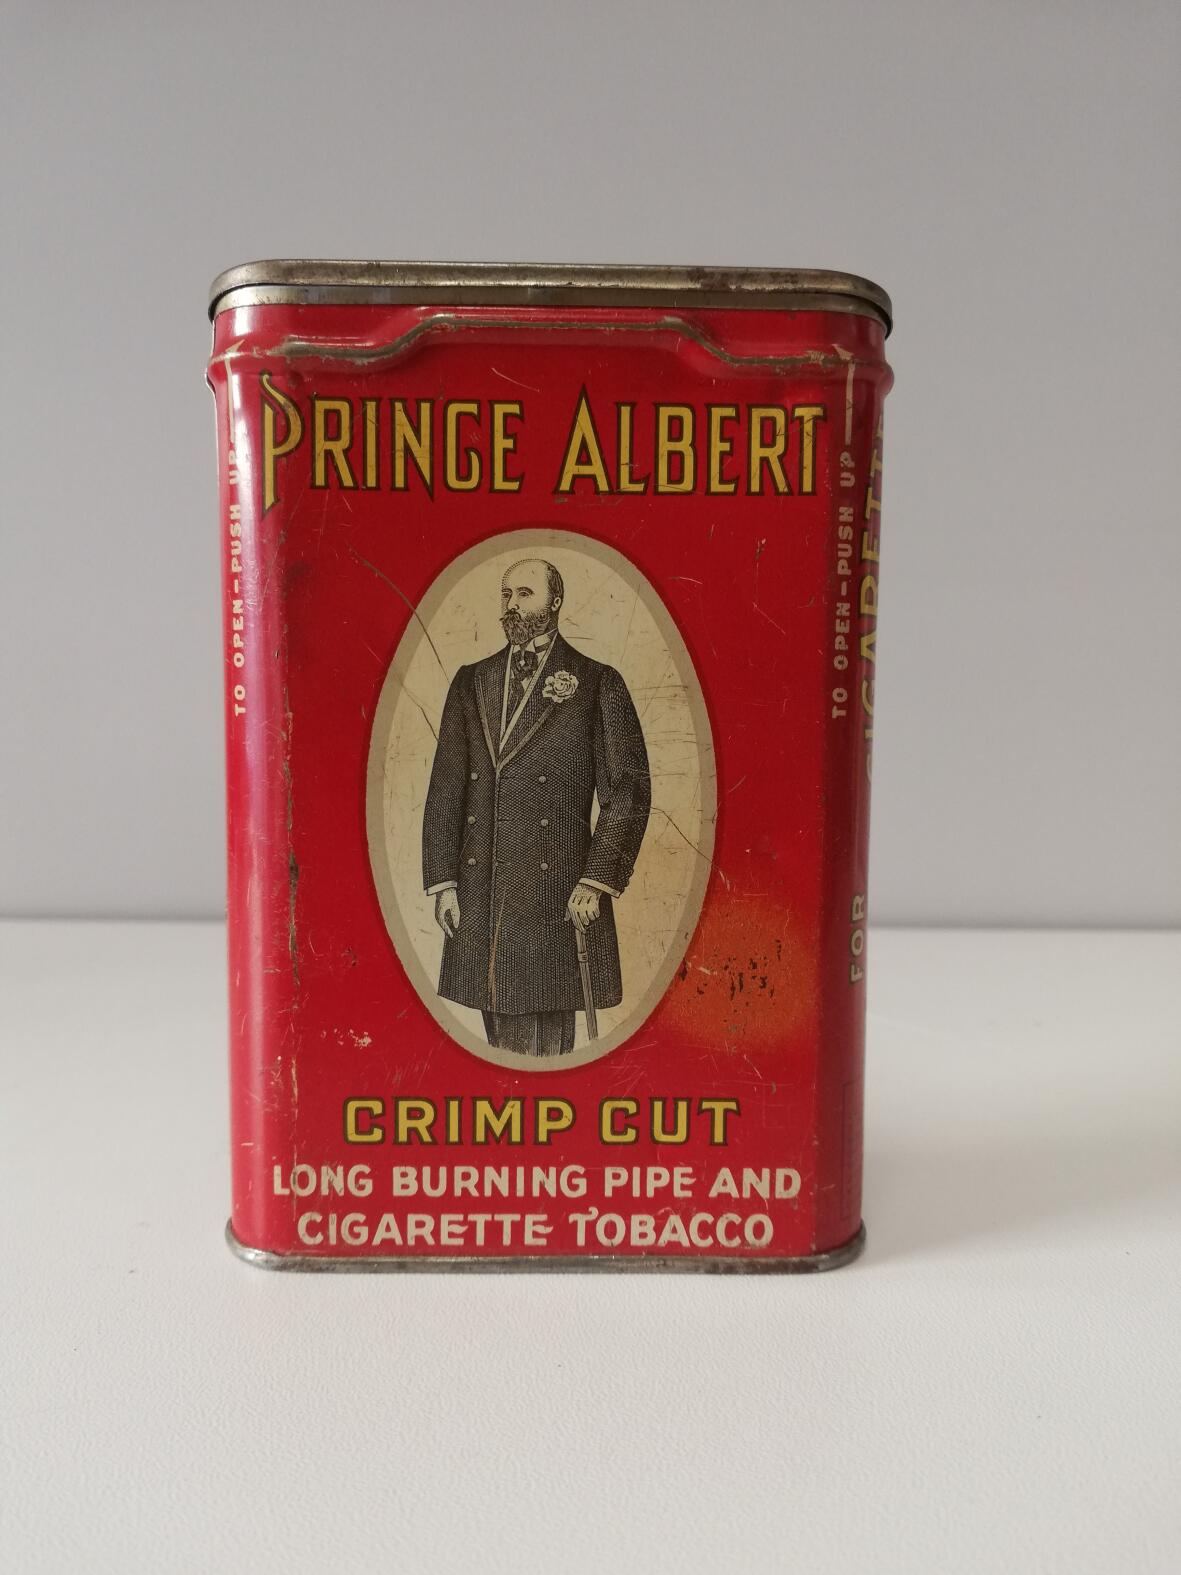 PRINCE ALBERT
TO OPEN-PUSH UP
TO OPEN-PUSH UP
FOR CIGARETTE
CRIMP CUT
LONG BURNING PIPE AND
CIGARETTE TOBACCO